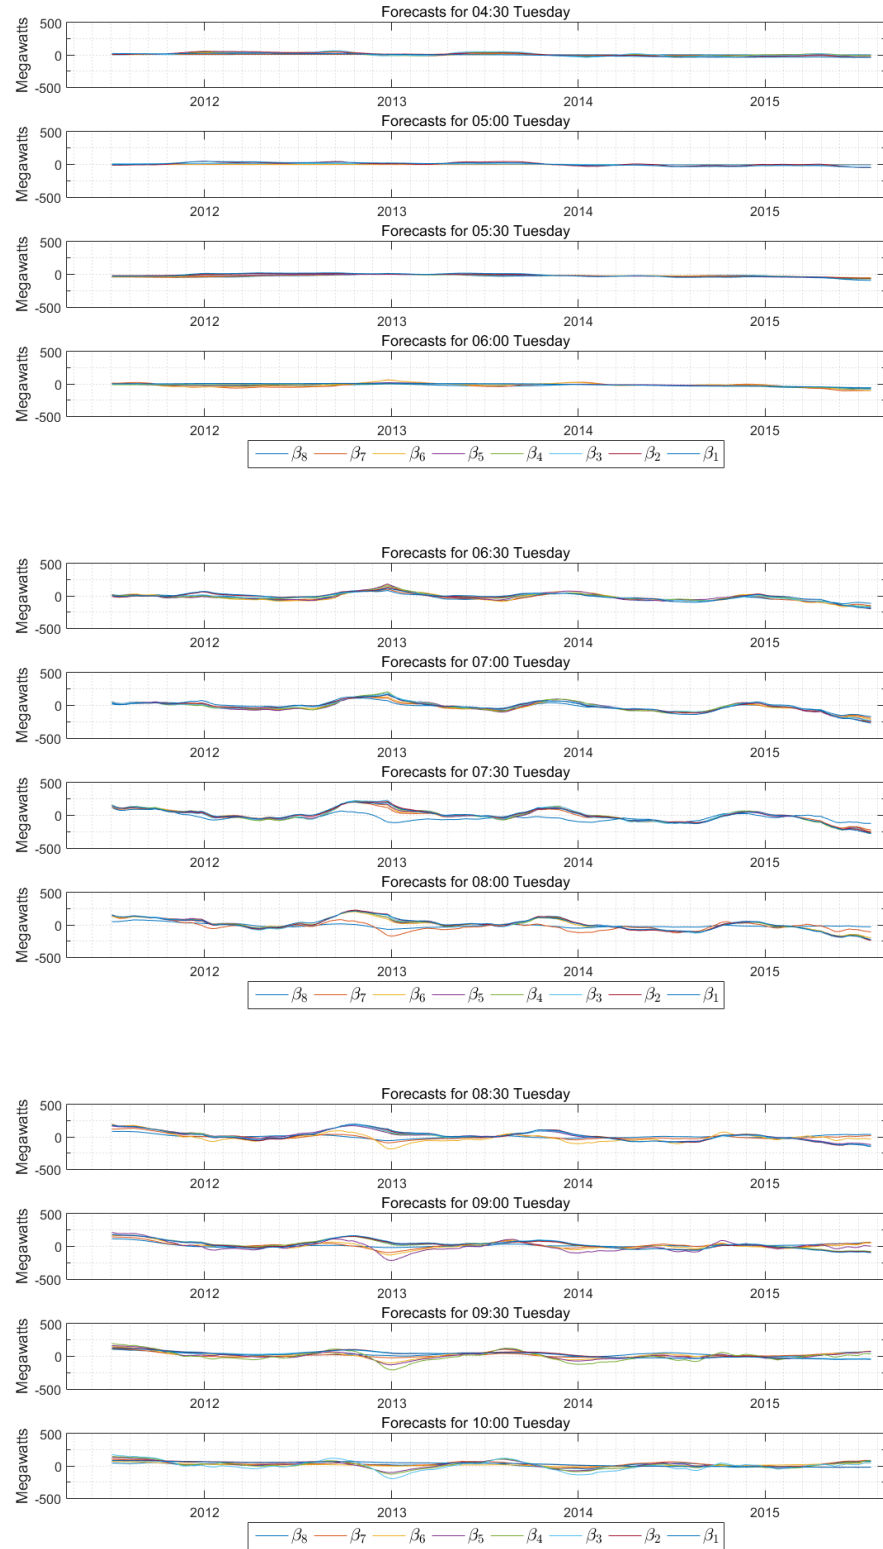 Forecasts for 04:30 Tuesday
Megawatts
500
0
-500
2012 2013 2014 2015
Forecasts for 05:00 Tuesday
Megawatts
500
0
-500
2012 2013 2014 2015
Forecasts for 05:30 Tuesday
Megawatts
500
0
-500
2012 2013 2014 2015
Forecasts for 06:00 Tuesday
Megawatts
500
0
-500
2012 2013 2014 2015
β8 β7 β6 β5 β4 β3 β2 β1
Forecasts for 06:30 Tuesday
Megawatts
500
0
-500
2012 2013 2014 2015
Forecasts for 07:00 Tuesday
Megawatts
500
0
-500
2012 2013 2014 2015
Forecasts for 07:30 Tuesday
Megawatts
500
0
-500
2012 2013 2014 2015
Forecasts for 08:00 Tuesday
Megawatts
500
0
-500
2012 2013 2014 2015
β8 β7 β6 β5 β4 β3 β2 β1
Forecasts for 08:30 Tuesday
Megawatts
500
0
-500
2012 2013 2014 2015
Forecasts for 09:00 Tuesday
Megawatts
500
0
-500
2012 2013 2014 2015
Forecasts for 09:30 Tuesday
Megawatts
500
0
-500
2012 2013 2014 2015
Forecasts for 10:00 Tuesday
Megawatts
500
0
-500
2012 2013 2014 2015
β8 β7 β6 β5 β4 β3 β2 β1